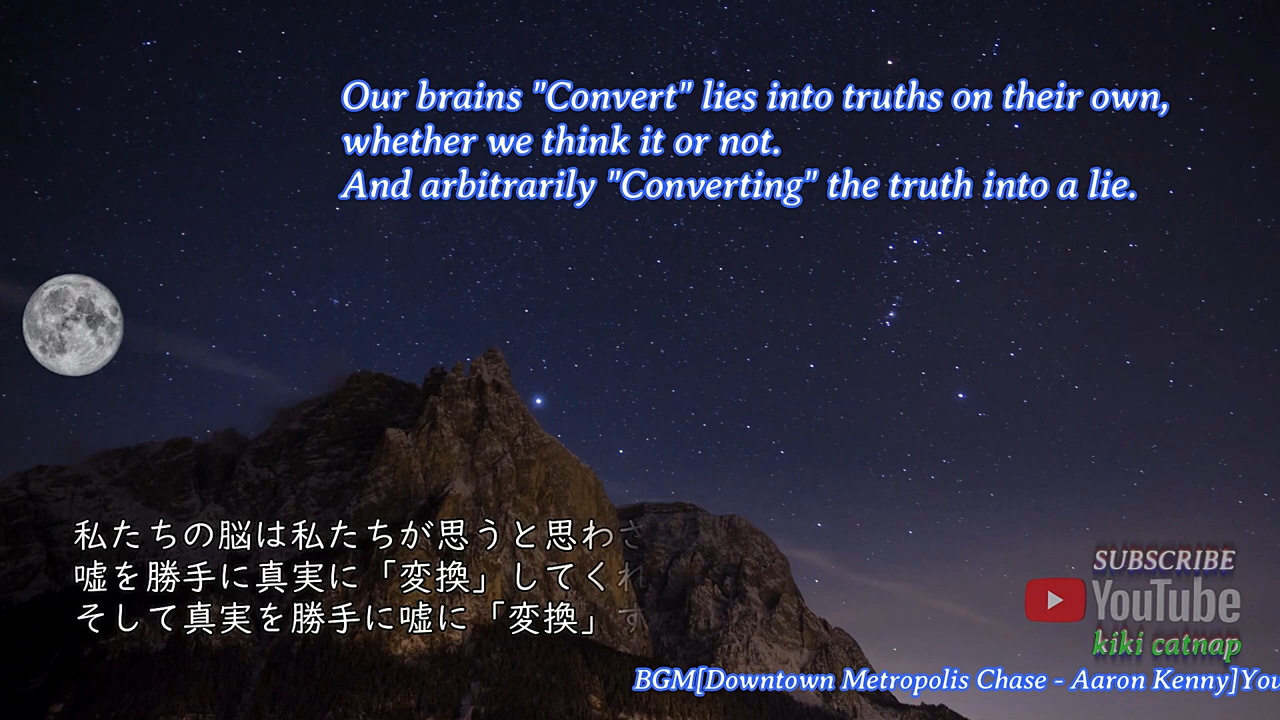 Our brains "Convert" lies into truths on their own,
whether we think it or not.
And arbitrarily "Converting" the truth into a lie.
私たちの脳は私たちが思うと思わさ
嘘を勝手に真実に「変換」してくれ
そして真実を勝手に嘘に「変換」す
SUBSCRIBE
YouTube
kiki catnap
BGM[Downtown Metropolis Chase - Aaron Kenny]You